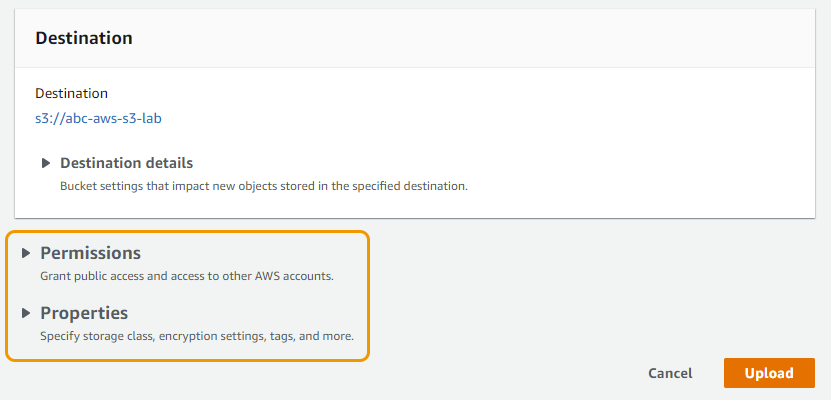 Destination
Destination
s3://abc-aws-s3-lab
Destination details
Bucket settings that impact new objects stored in the specified destination.
Permissions
Grant public access and access to other AWS accounts.
Properties
Specify storage class, encryption settings, tags, and more.
Cancel
Upload